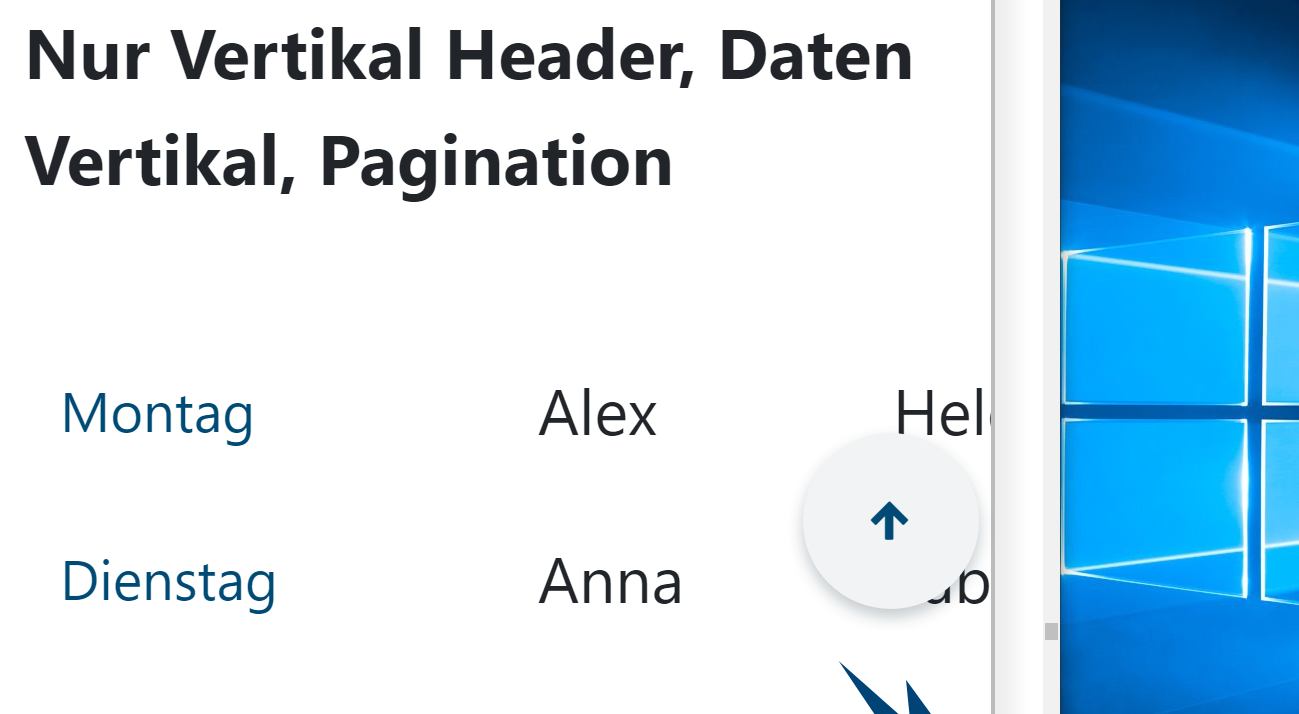 Nur Vertikal Header, Daten
Vertikal, Pagination
Montag Alex
Dienstag Anna